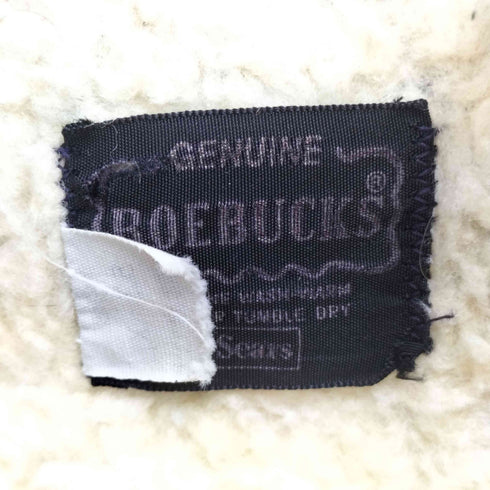 GENUINE
ROEBUCKS®
WASH-WARM
TUMBLE DRY
Sears